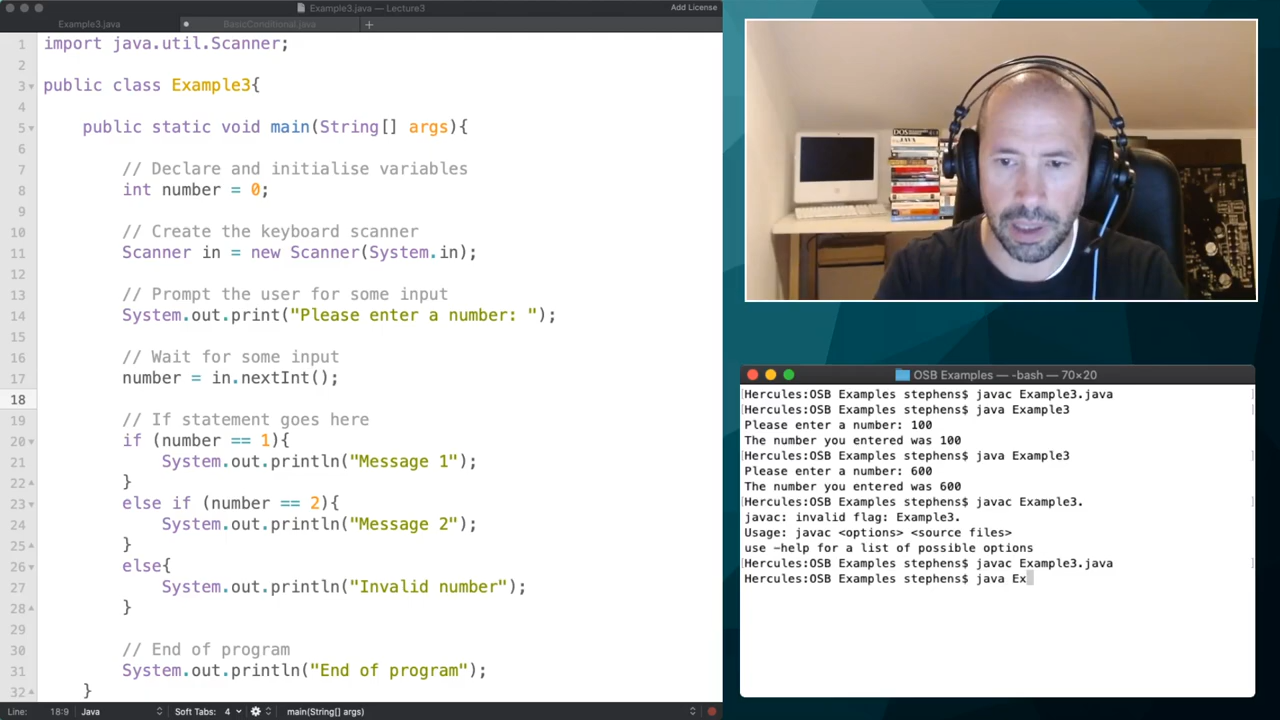 Example3.java — Lecture3
Add License
Example3.java
BasicConditional.java
1 import java.util.Scanner;
2
3 public class Example3{
4
5 public static void main(String[] args){
6
7 // Declare and initialise variables
8 int number = 0;
9
10 // Create the keyboard scanner
11 Scanner in = new Scanner(System.in);
12
13 // Prompt the user for some input
14 System.out.print("Please enter a number: ");
15
16 // Wait for some input
17 number = in.nextInt();
18
19 // If statement goes here
20 if (number == 1){
21 System.out.println("Message 1");
22 }
23 else if (number == 2){
24 System.out.println("Message 2");
25 }
26 else{
27 System.out.println("Invalid number");
28 }
29
30 // End of program
31 System.out.println("End of program");
32 }
Line: 18:9 Java Soft Tabs: 4 main(String[] args)
DOS
JAVA
OSB Examples — -bash — 70×20
[Hercules:OSB Examples stephens$ javac Example3.java ]
[Hercules:OSB Examples stephens$ java Example3 ]
Please enter a number: 100
The number you entered was 100
[Hercules:OSB Examples stephens$ java Example3 ]
Please enter a number: 600
The number you entered was 600
[Hercules:OSB Examples stephens$ javac Example3. ]
javac: invalid flag: Example3.
Usage: javac <options> <source files>
use -help for a list of possible options
[Hercules:OSB Examples stephens$ javac Example3.java ]
Hercules:OSB Examples stephens$ java Ex